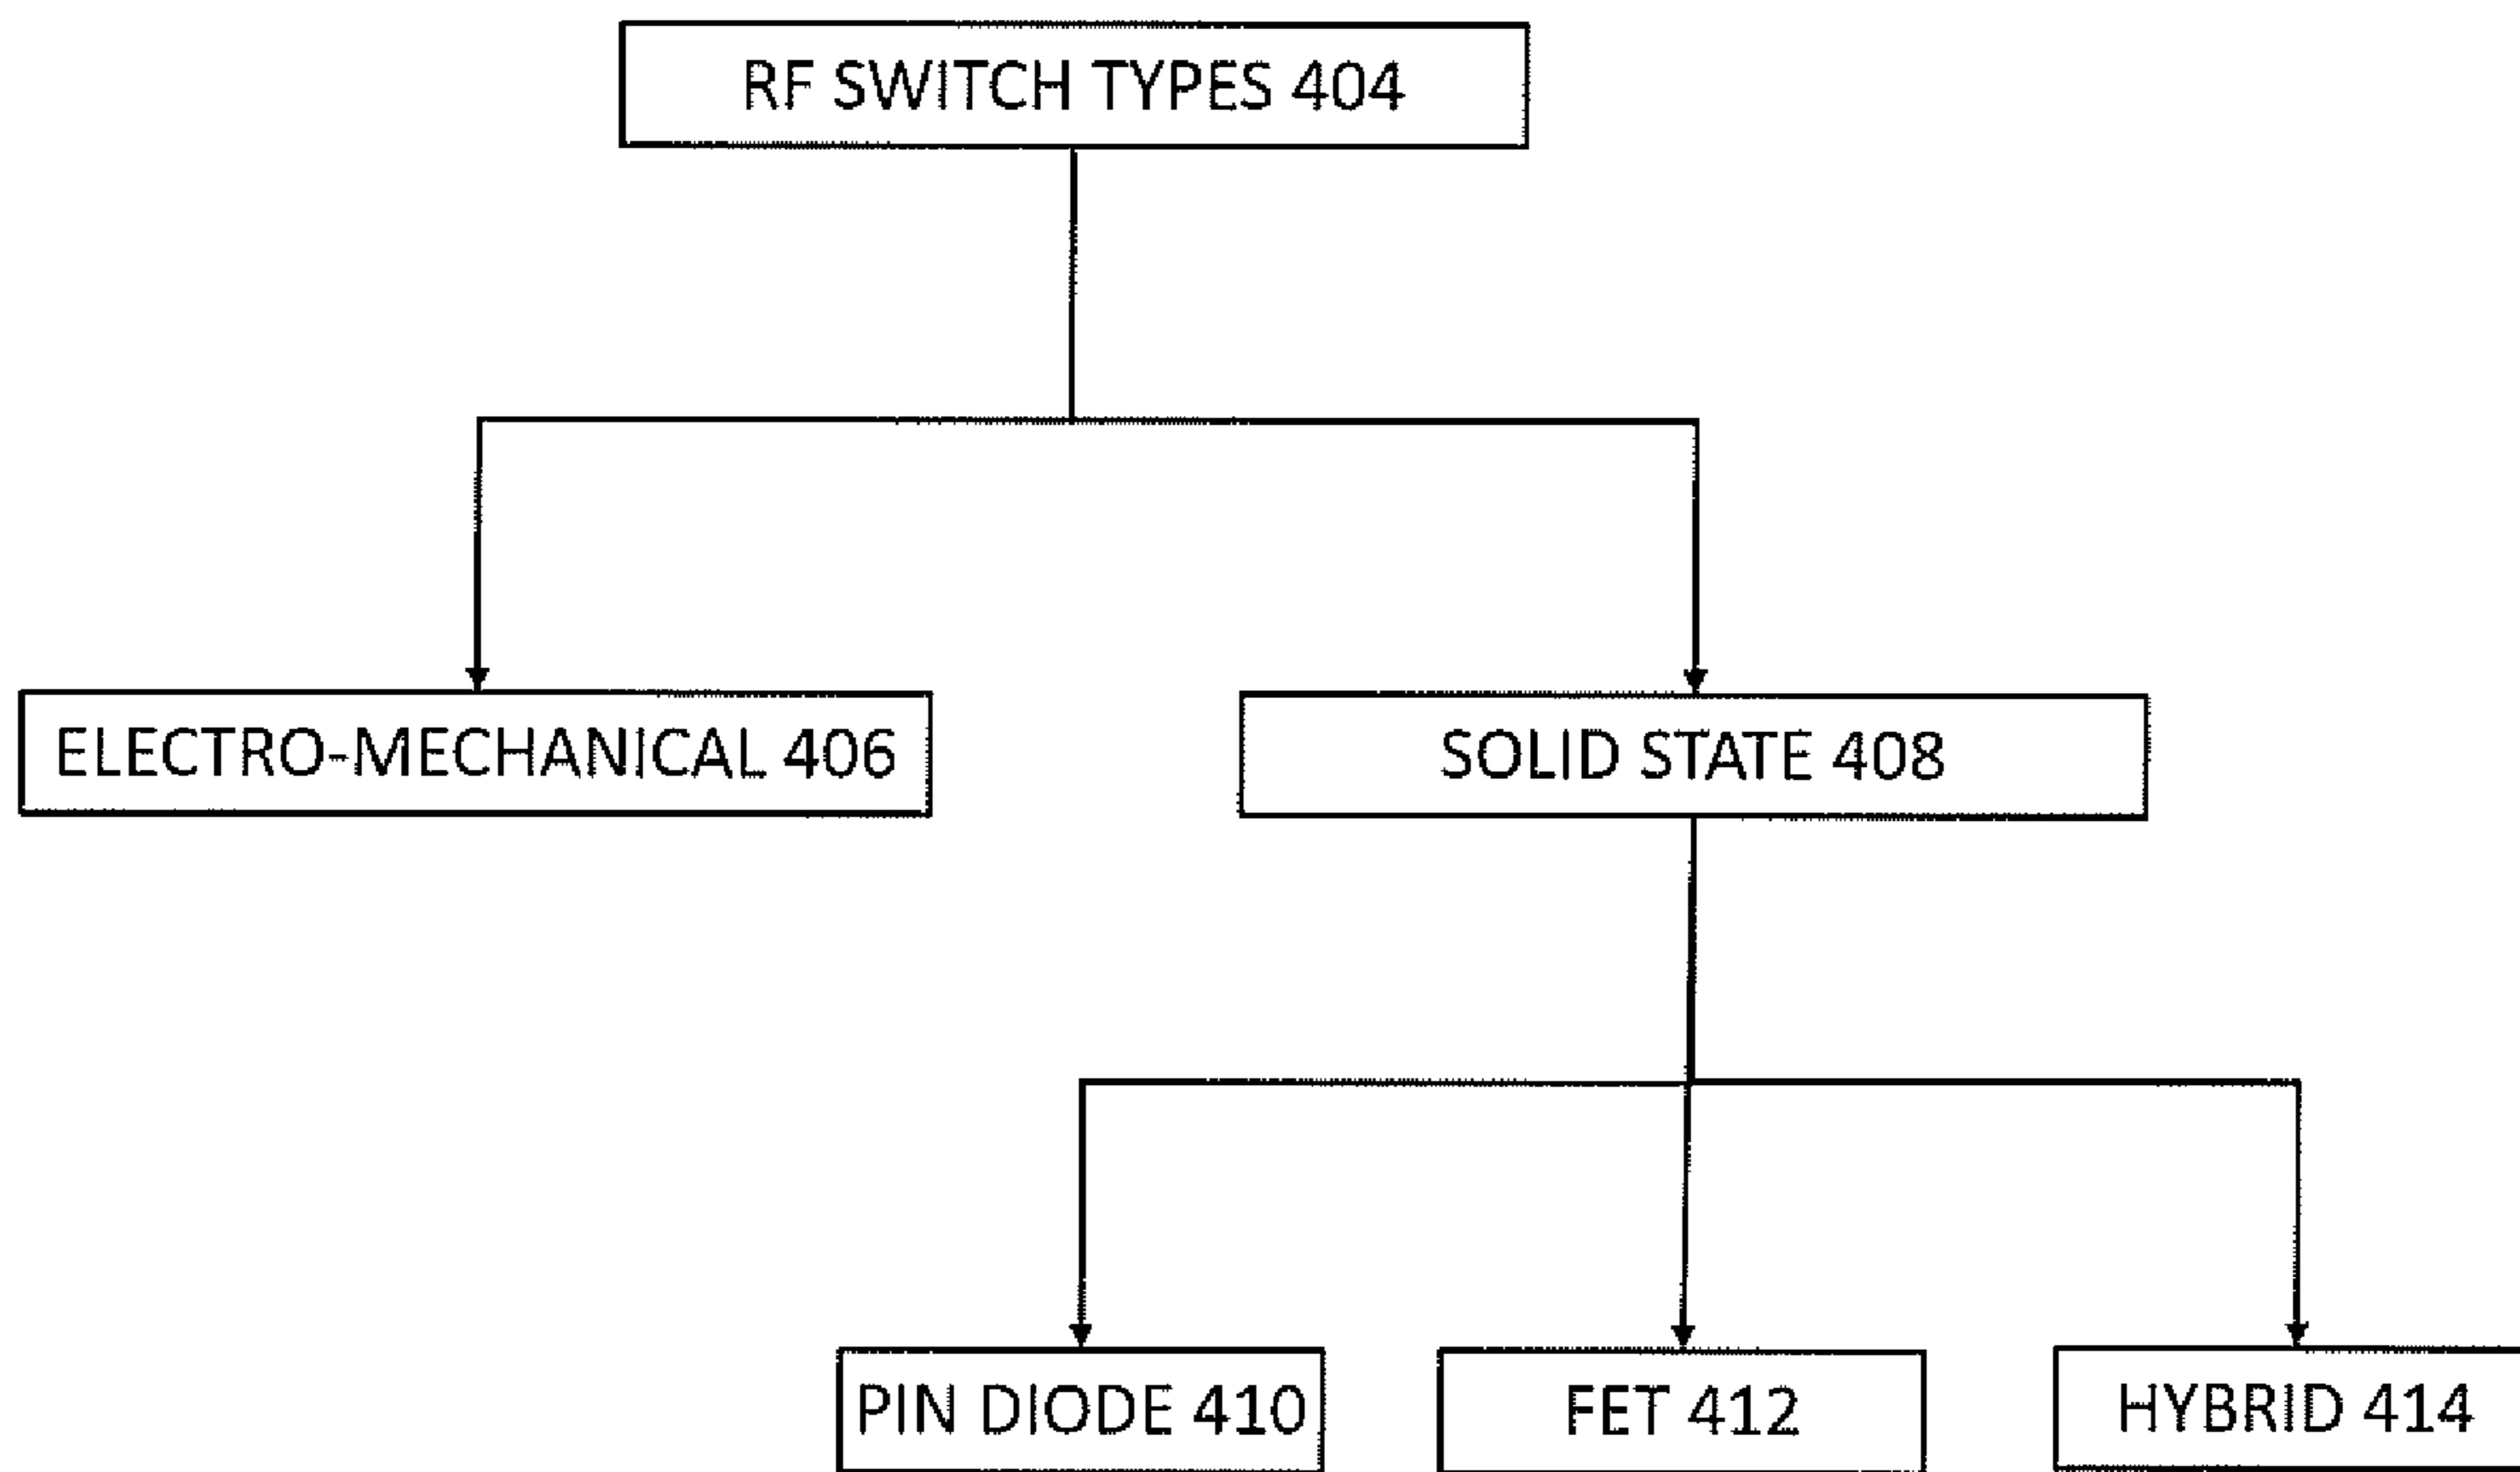 RF SWITCH TYPES 404
ELECTRO-MECHANICAL 406
SOLID STATE 408
PIN DIODE 410
FET 412
HYBRID 414